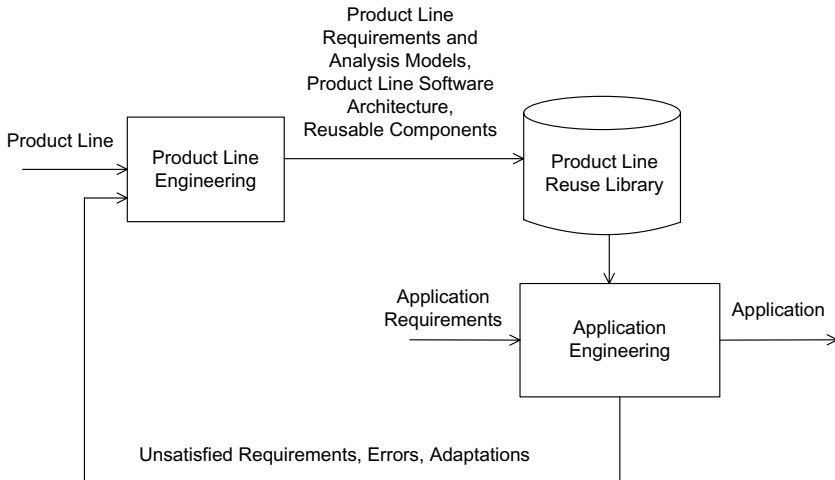 Product Line
Requirements and
Analysis Models,
Product Line Software
Architecture,
Reusable Components
Product Line
Product Line
Engineering
Product Line
Reuse Library
Application
Requirements
Application
Engineering
Application
Unsatisfied Requirements, Errors, Adaptations